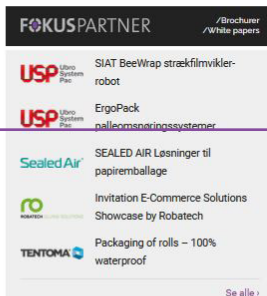 FOKUSPARTNER
/Brochurer
/White papers
USP Ubro System Pac
SIAT BeeWrap strækfilmvikler-
robot
USP Ubro System Pac
ErgoPack
palleomsnøringssystemer
Sealed Air
SEALED AIR Løsninger til
papiremballage
ROBATECH
Invitation E-Commerce Solutions
Showcase by Robatech
TENTOMA
Packaging of rolls – 100%
waterproof
Se alle ›